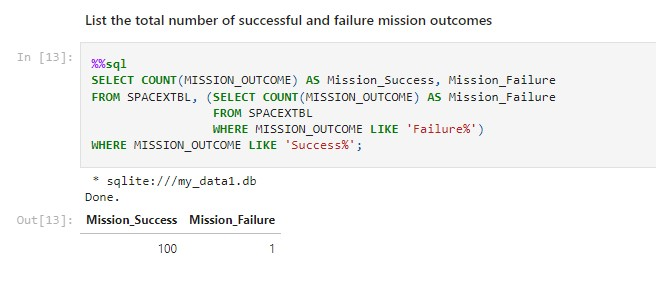 List the total number of successful and failure mission outcomes
In [13]:
%%sql
SELECT COUNT(MISSION_OUTCOME) AS Mission_Success, Mission_Failure
FROM SPACEXTBL, (SELECT COUNT(MISSION_OUTCOME) AS Mission_Failure
FROM SPACEXTBL
WHERE MISSION_OUTCOME LIKE 'Failure%')
WHERE MISSION_OUTCOME LIKE 'Success%';
* sqlite:///my_data1.db
Done.
Out[13]:
Mission_Success Mission_Failure
100 1